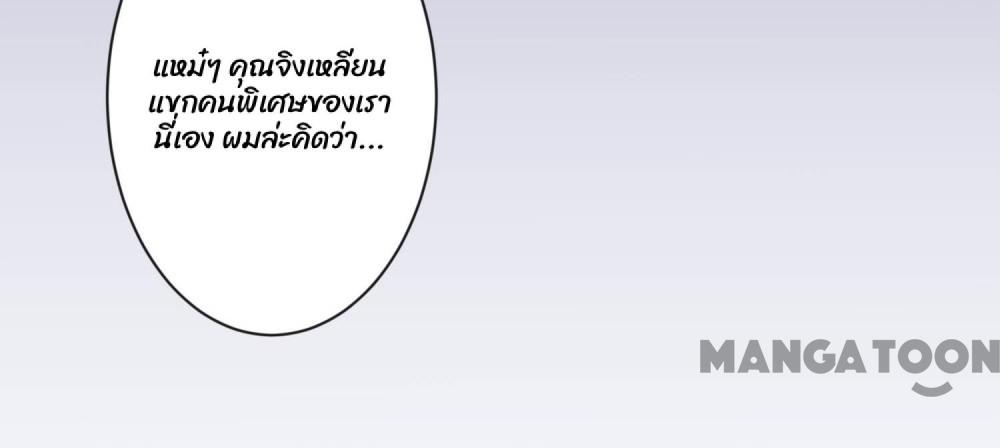 แหม๋ๆ คุณจิงเหลียน
แขกคนพิเศษของเรา
นี่เอง ผมล่ะคิดว่า...
MANGA TOON